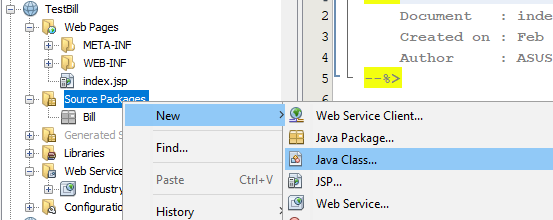 TestBill
Web Pages
META-INF
WEB-INF
index.jsp
Source Packages
Bill
Generated S
Libraries
Web Service
Industry
Configuration
New
Find...
Paste Ctrl+V
History
Web Service Client...
Java Package...
Java Class...
JSP...
Web Service...
Document : inde
2
3 Created on : Feb
4 Author : ASUS
5 --%>